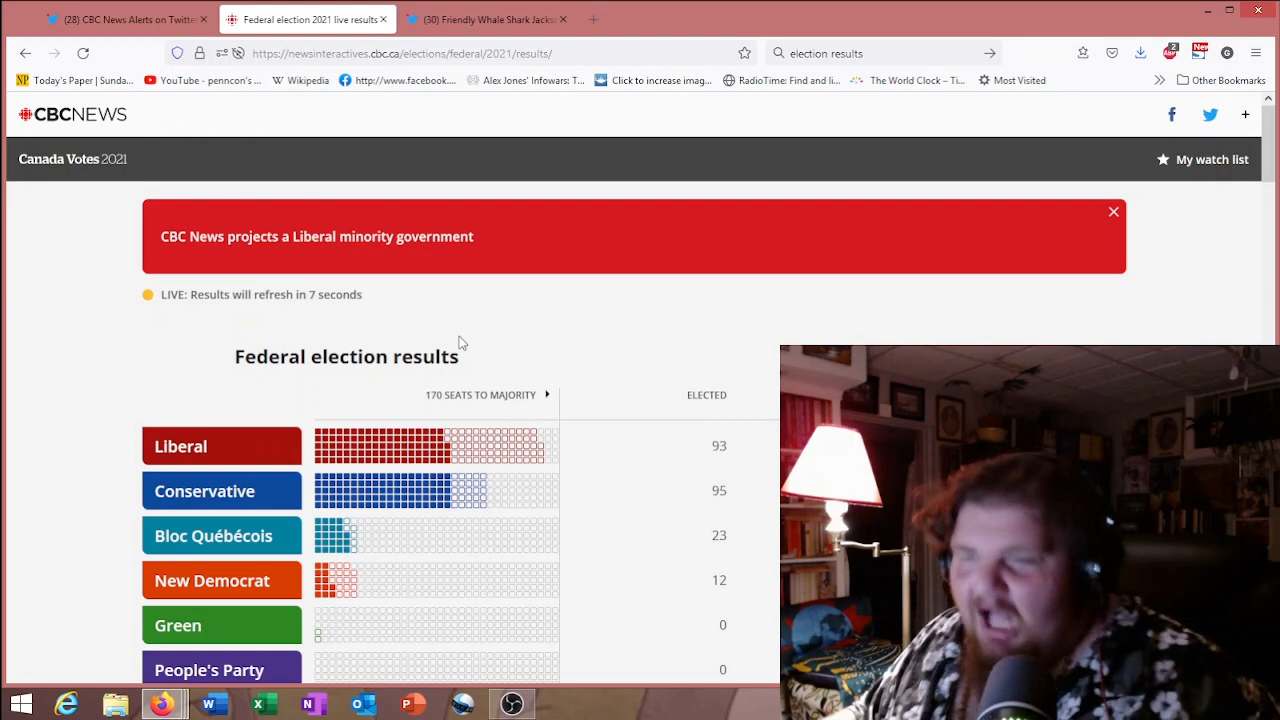 (28) CBC News Alerts on Twitte
Federal election 2021 live results
(30) Friendly Whale Shark Jacks
https://newsinteractives.cbc.ca/elections/federal/2021/results/
election results
Today's Paper | Sunda...
YouTube - penncon's ...
Wikipedia
http://www.facebook....
Alex Jones' Infowars: T...
Click to increase imag...
RadioTime: Find and li...
The World Clock – Ti...
Most Visited
Other Bookmarks
CBCNEWS
Canada Votes 2021
My watch list
CBC News projects a Liberal minority government
LIVE: Results will refresh in 7 seconds
Federal election results
170 SEATS TO MAJORITY
ELECTED
Liberal 93
Conservative 95
Bloc Québécois 23
New Democrat 12
Green 0
People's Party 0